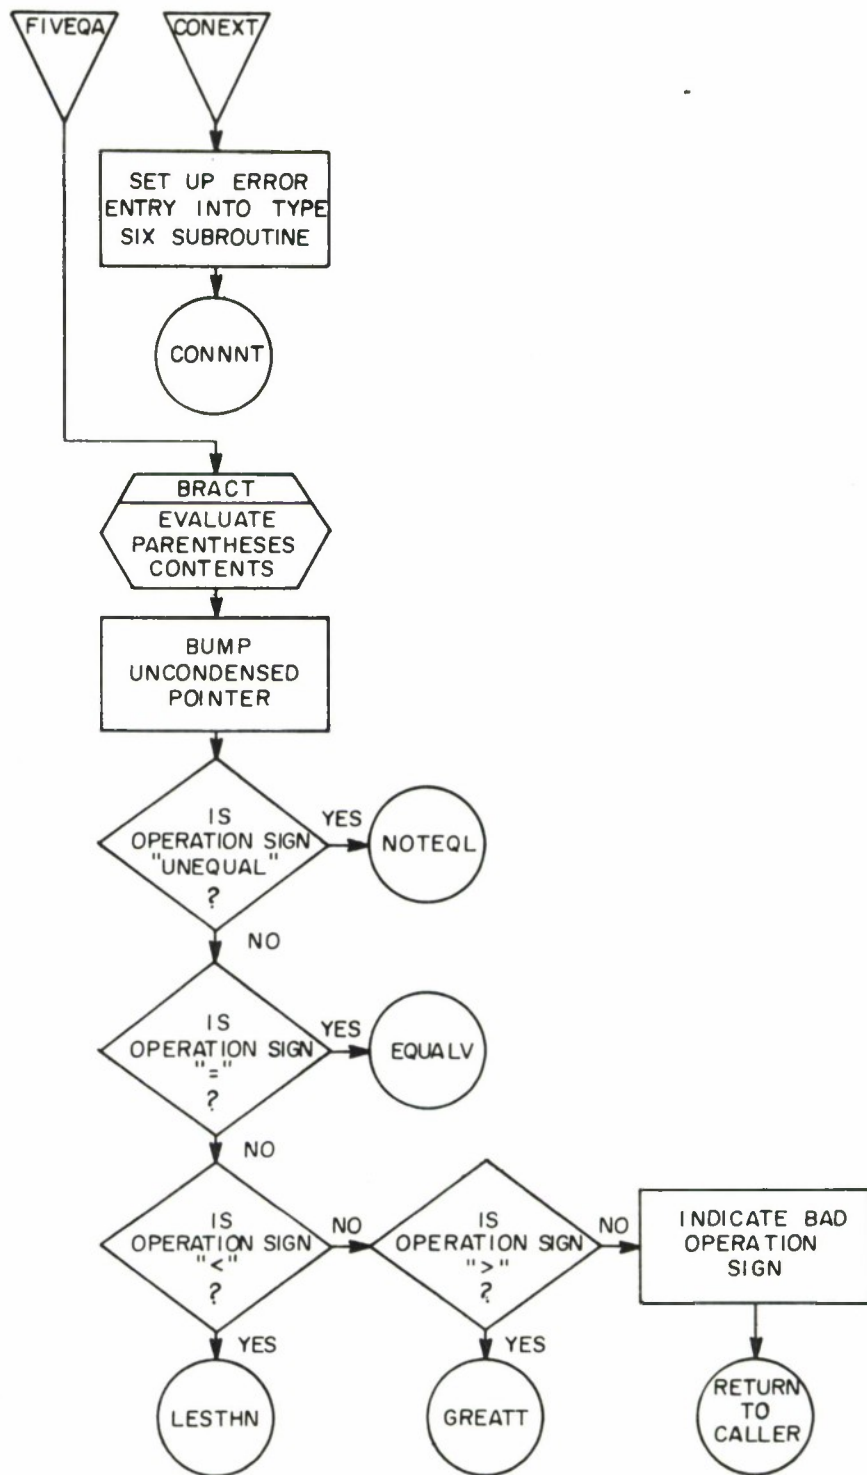 FIVEQA
CONEXT
SET UP ERROR
ENTRY INTO TYPE
SIX SUBROUTINE
CONNNT
BRACT
EVALUATE
PARENTHESES
CONTENTS
BUMP
UNCONDENSED
POINTER
IS
OPERATION SIGN
"UNEQUAL"
?
YES
NOTEQL
NO
IS
OPERATION SIGN
"="
?
YES
EQUALV
NO
IS
OPERATION SIGN
"<"
?
NO
IS
OPERATION SIGN
">"
?
NO
INDICATE BAD
OPERATION
SIGN
YES
YES
LESTHN
GREATT
RETURN
TO
CALLER